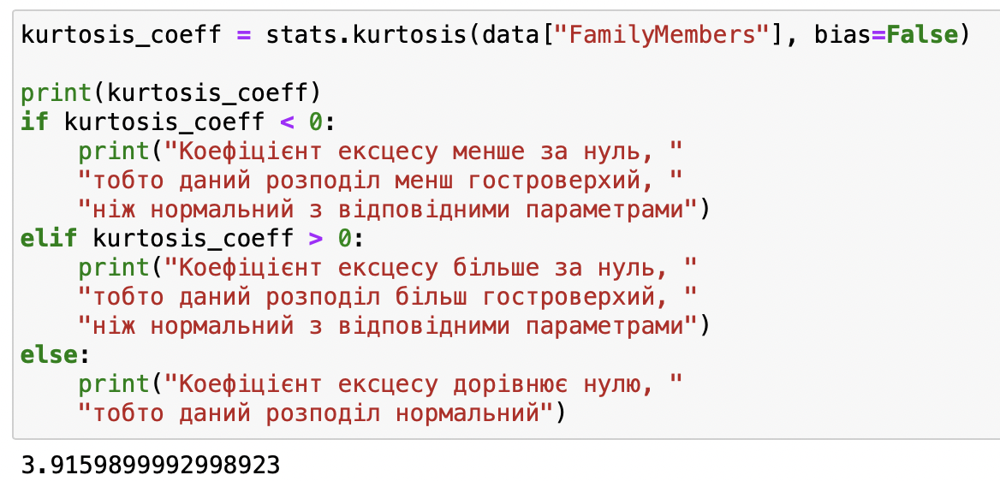 kurtosis_coeff = stats.kurtosis(data["FamilyMembers"], bias=False)
print(kurtosis_coeff)
if kurtosis_coeff < 0:
    print("Коефіцієнт ексцесу менше за нуль, "
    "тобто даний розподіл менш гостроверхий, "
    "ніж нормальний з відповідними параметрами")
elif kurtosis_coeff > 0:
    print("Коефіцієнт ексцесу більше за нуль, "
    "тобто даний розподіл більш гостроверхий, "
    "ніж нормальний з відповідними параметрами")
else:
    print("Коефіцієнт ексцесу дорівнює нулю, "
    "тобто даний розподіл нормальний")
3.9159899992998923